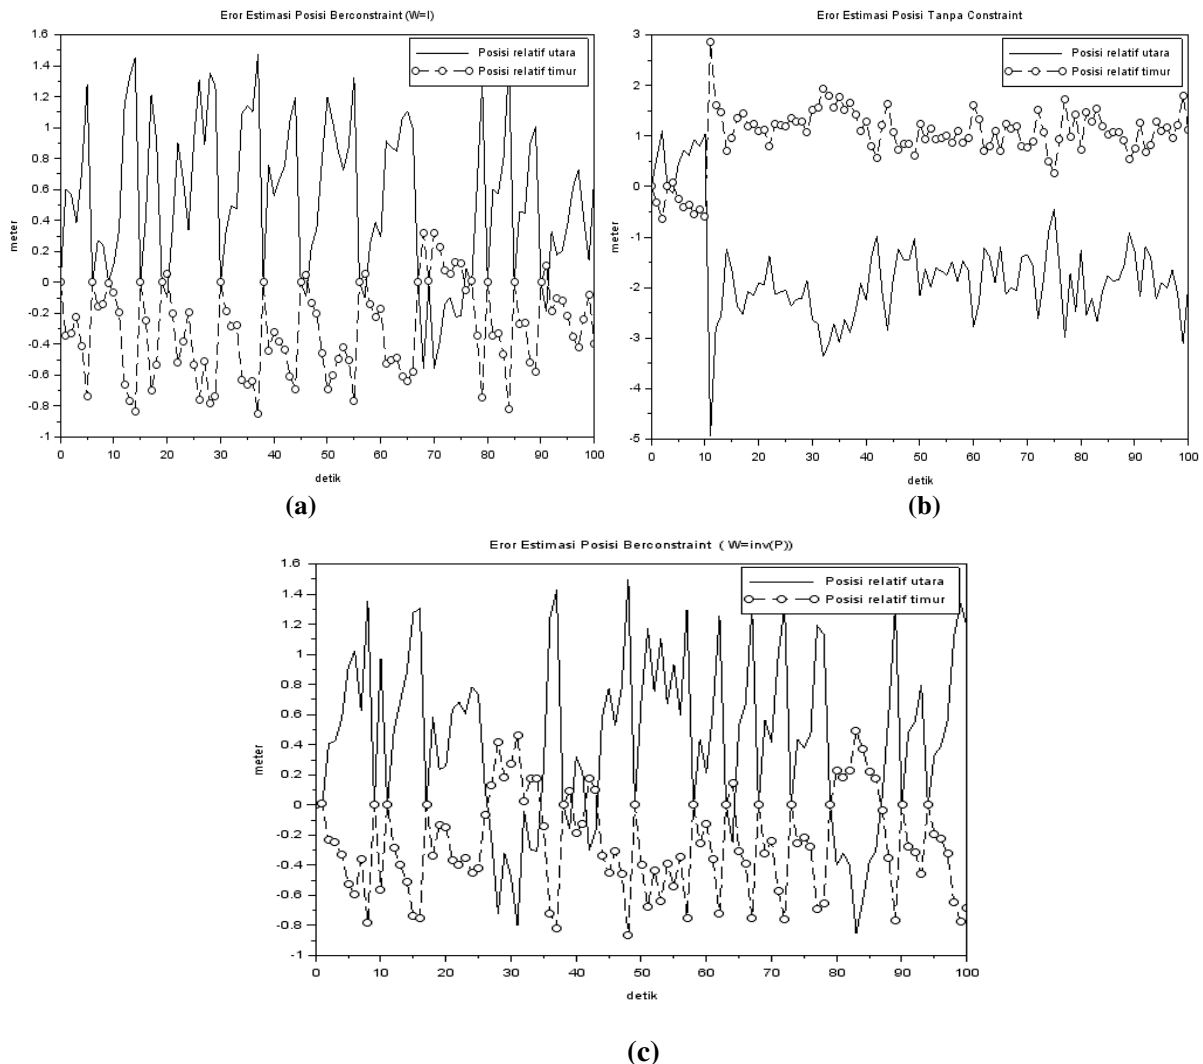 Eror Estimasi Posisi Berconstraint (W=I)
1.6
1.4
1.2
1
0.8
0.6
0.4
0.2
0
-0.2
-0.4
-0.6
-0.8
-1
meter
Posisi relatif utara
Posisi relatif timur
0 10 20 30 40 50 60 70 80 90 100
detik
(a)
Eror Estimasi Posisi Tanpa Constraint
3
2
1
0
-1
-2
-3
-4
-5
meter
Posisi relatif utara
Posisi relatif timur
0 10 20 30 40 50 60 70 80 90 100
detik
(b)
Eror Estimasi Posisi Berconstraint ( W=inv(P))
1.6
1.4
1.2
1
0.8
0.6
0.4
0.2
0
-0.2
-0.4
-0.6
-0.8
-1
meter
Posisi relatif utara
Posisi relatif timur
0 10 20 30 40 50 60 70 80 90 100
detik
(c)